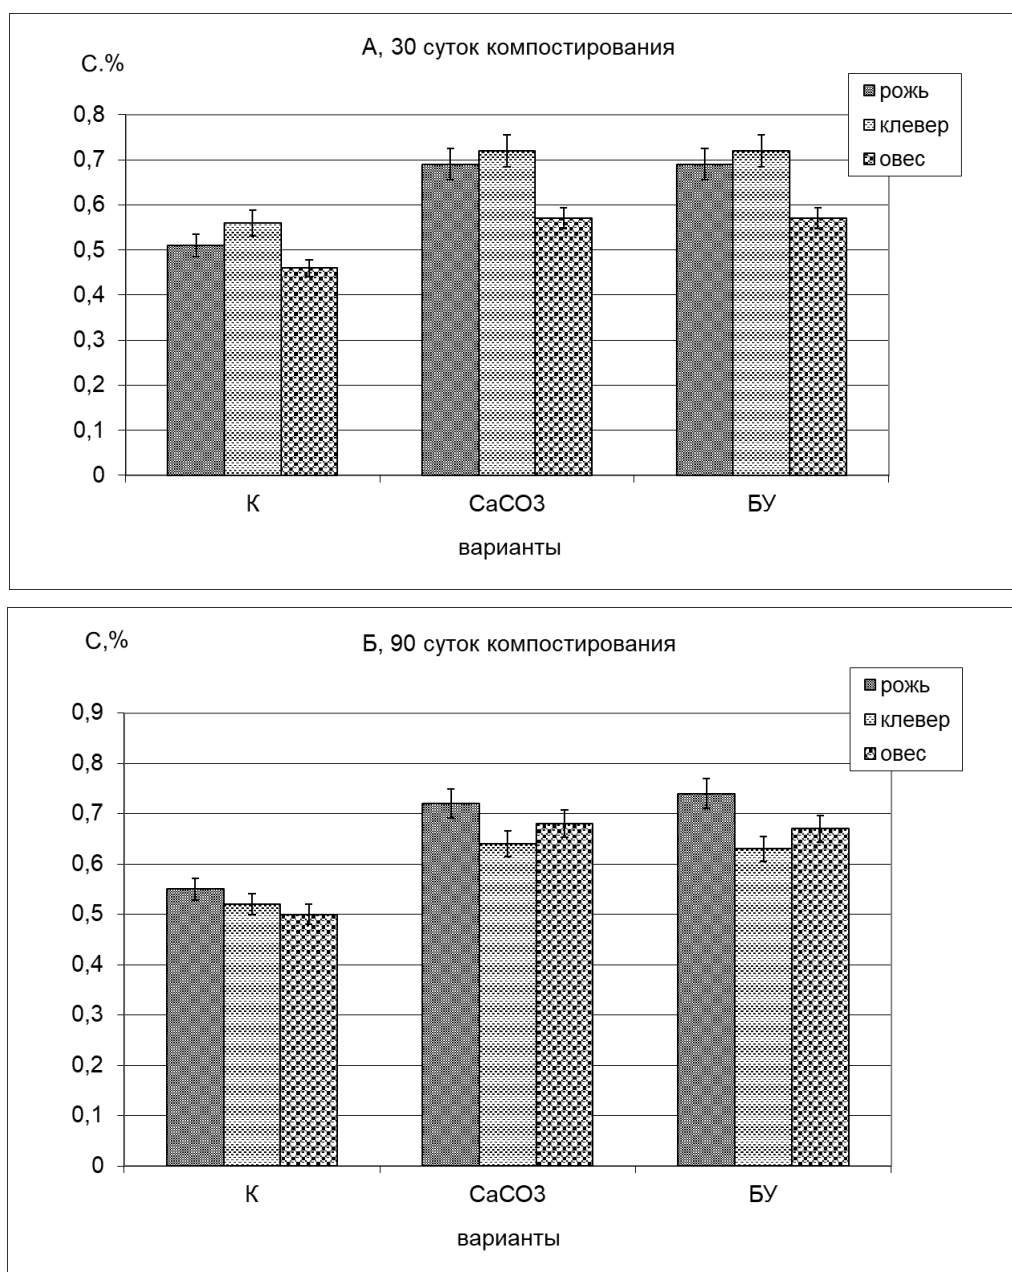 А, 30 суток компостирования
С.%
рожь
клевер
овес
0,8
0,7
0,6
0,5
0,4
0,3
0,2
0,1
0
К СаСО3 БУ
варианты
С,%
Б, 90 суток компостирования
рожь
клевер
овес
0,9
0,8
0,7
0,6
0,5
0,4
0,3
0,2
0,1
0
К СаСО3 БУ
варианты